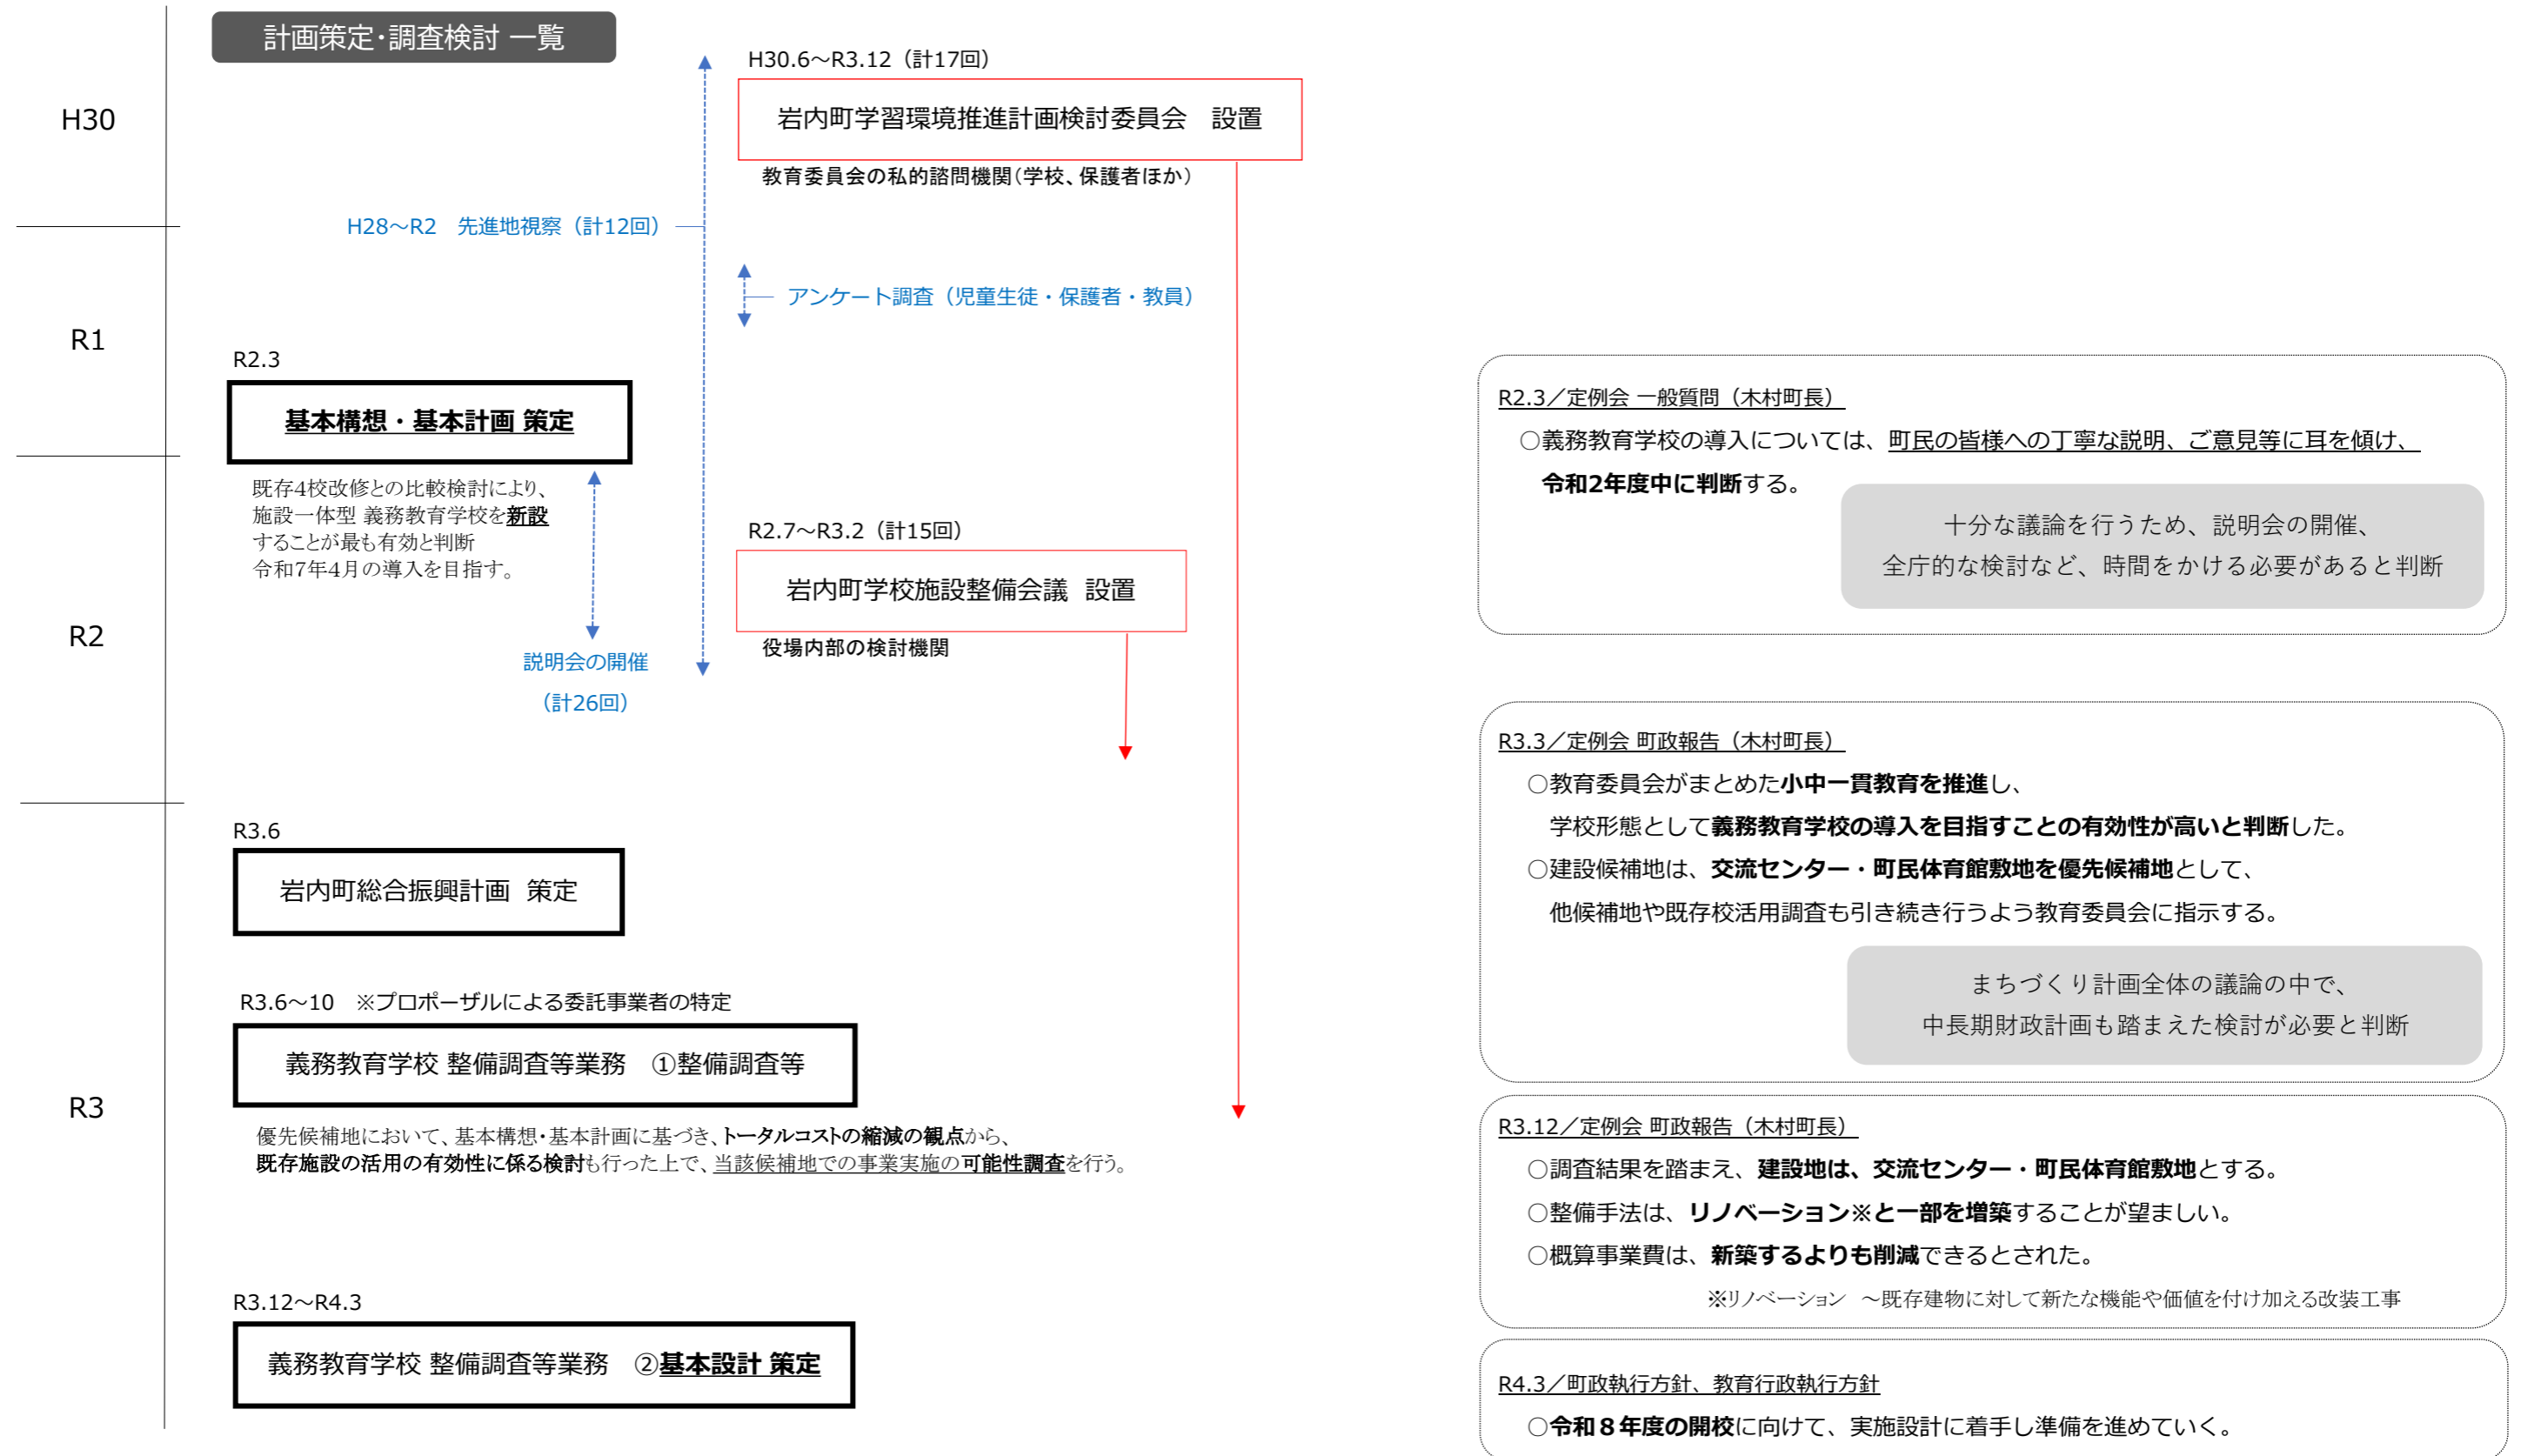 計画策定・調査検討 一覧
H30
R1
R2
R3
H30.6～R3.12（計17回）
岩内町学習環境推進計画検討委員会　設置
教育委員会の私的諮問機関（学校、保護者ほか）
H28～R2　先進地視察（計12回）
アンケート調査（児童生徒・保護者・教員）
R2.3
基本構想・基本計画 策定
既存4校改修との比較検討により、
施設一体型 義務教育学校を新設
することが最も有効と判断
令和7年4月の導入を目指す。
説明会の開催
（計26回）
R2.7～R3.2（計15回）
岩内町学校施設整備会議 設置
役場内部の検討機関
R3.6
岩内町総合振興計画 策定
R3.6～10　※プロポーザルによる委託事業者の特定
義務教育学校 整備調査等業務　①整備調査等
優先候補地において、基本構想・基本計画に基づき、トータルコストの縮減の観点から、
既存施設の活用の有効性に係る検討も行った上で、当該候補地での事業実施の可能性調査を行う。
R3.12～R4.3
義務教育学校 整備調査等業務　②基本設計 策定
R2.3／定例会 一般質問（木村町長）
○義務教育学校の導入については、町民の皆様への丁寧な説明、ご意見等に耳を傾け、
令和2年度中に判断する。
十分な議論を行うため、説明会の開催、
全庁的な検討など、時間をかける必要があると判断
R3.3／定例会 町政報告（木村町長）
○教育委員会がまとめた小中一貫教育を推進し、
学校形態として義務教育学校の導入を目指すことの有効性が高いと判断した。
○建設候補地は、交流センター・町民体育館敷地を優先候補地として、
他候補地や既存校活用調査も引き続き行うよう教育委員会に指示する。
まちづくり計画全体の議論の中で、
中長期財政計画も踏まえた検討が必要と判断
R3.12／定例会 町政報告（木村町長）
○調査結果を踏まえ、建設地は、交流センター・町民体育館敷地とする。
○整備手法は、リノベーション※と一部を増築することが望ましい。
○概算事業費は、新築するよりも削減できるとされた。
※リノベーション　～既存建物に対して新たな機能や価値を付け加える改装工事
R4.3／町政執行方針、教育行政執行方針
○令和８年度の開校に向けて、実施設計に着手し準備を進めていく。